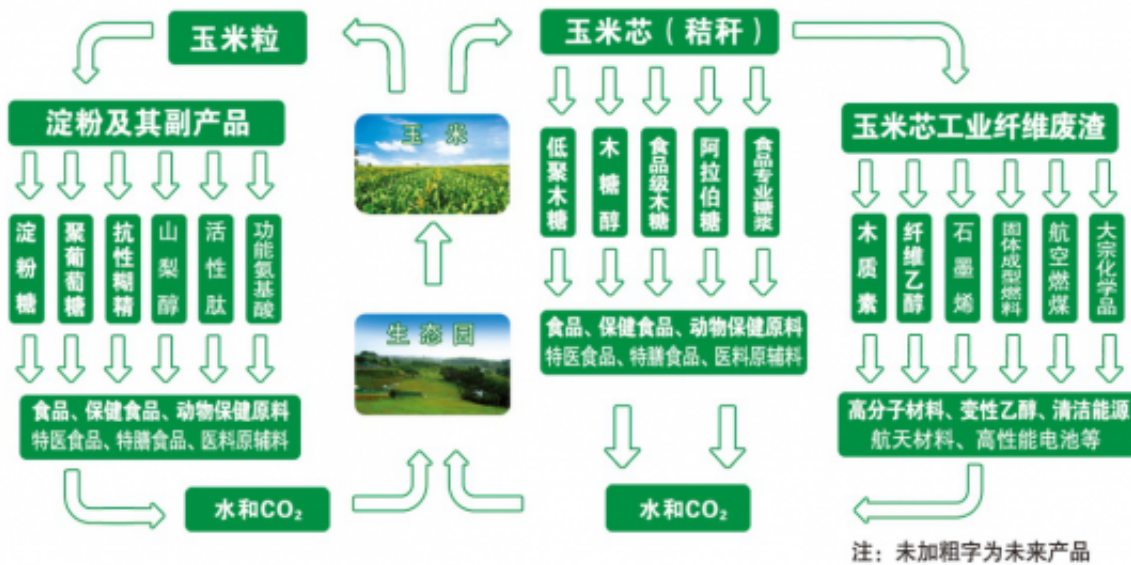 玉米粒
玉米芯（秸秆）
淀粉及其副产品
玉米
玉米芯工业纤维废渣
淀粉糖
聚葡萄糖
抗性糊精
山梨醇
活性肽
功能氨基酸
低聚木糖
木糖醇
食品级木糖
阿拉伯糖
食品专业糖浆
木质素
纤维乙醇
石墨烯
固体成型燃料
航空燃煤
大宗化学品
生态园
食品、保健食品、动物保健原料
特医食品、特膳食品、医料原辅料
食品、保健食品、动物保健原料
特医食品、特膳食品、医料原辅料
高分子材料、变性乙醇、清洁能源
航天材料、高性能电池等
水和CO₂
水和CO₂
注：未加粗字为未来产品